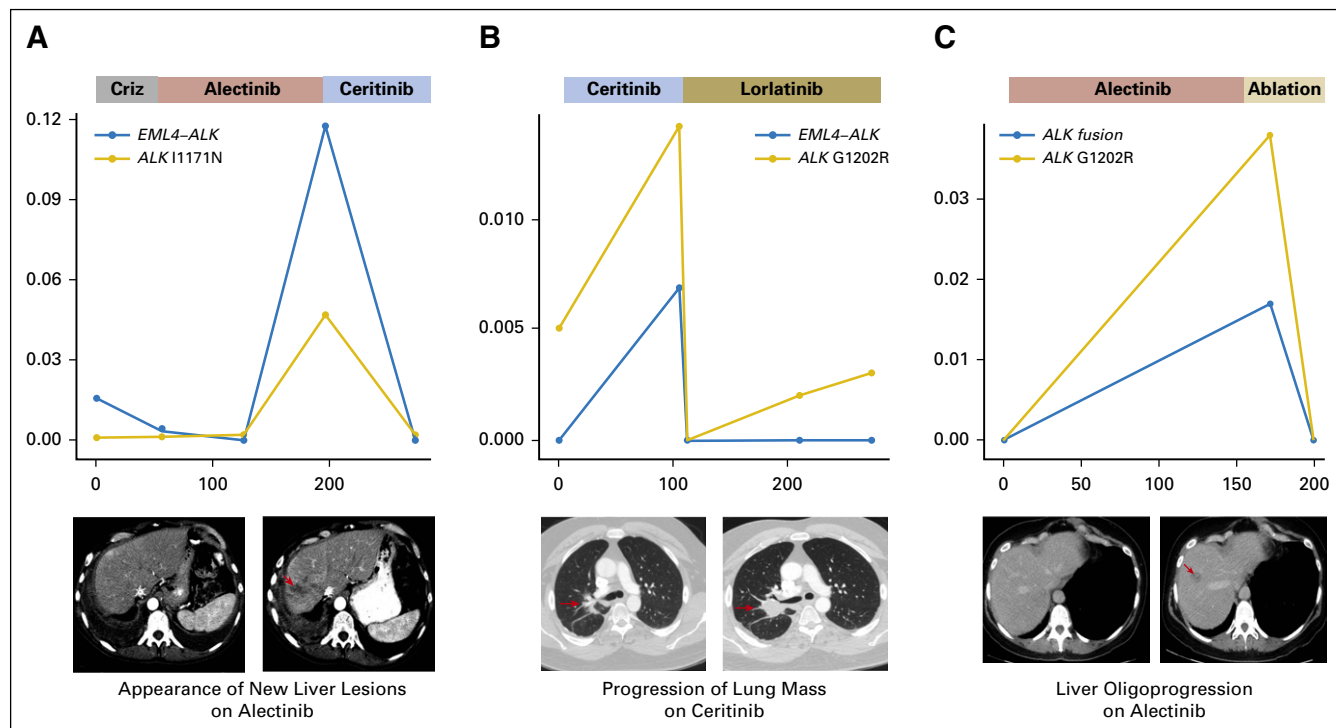 A
Criz Alectinib Ceritinib
EML4–ALK
ALK I1171N
0.12
0.09
0.06
0.03
0.00
0 100 200
Appearance of New Liver Lesions
on Alectinib
B
Ceritinib Lorlatinib
EML4–ALK
ALK G1202R
0.010
0.005
0.000
0 100 200
Progression of Lung Mass
on Ceritinib
C
Alectinib Ablation
ALK fusion
ALK G1202R
0.03
0.02
0.01
0.00
0 50 100 150 200
Liver Oligoprogression
on Alectinib